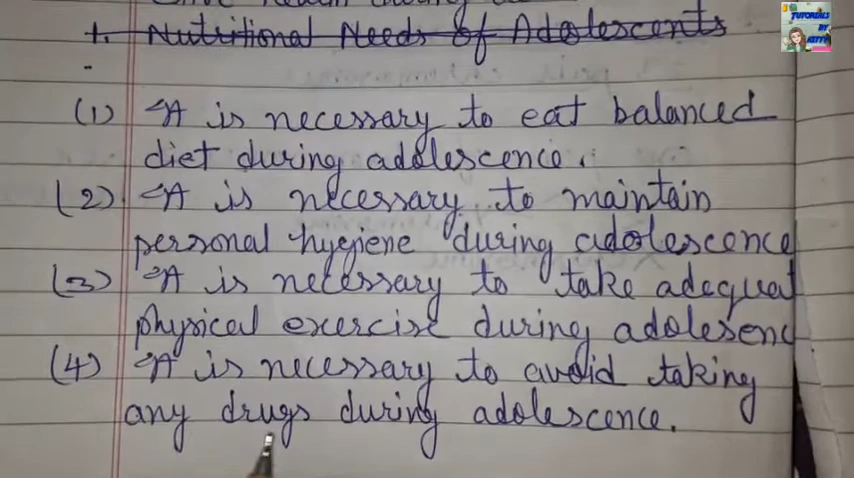 1. Nutritional Needs of Adolescents
(1) It is necessary to eat balanced
diet during adolescence.
(2) It is necessary to maintain
personal hygiene during adolescence
(3) It is necessary to take adequat
physical exercise during adolesenc
(4) It is necessary to avoid taking
any drugs during adolescence.
TUTORIALS
BY